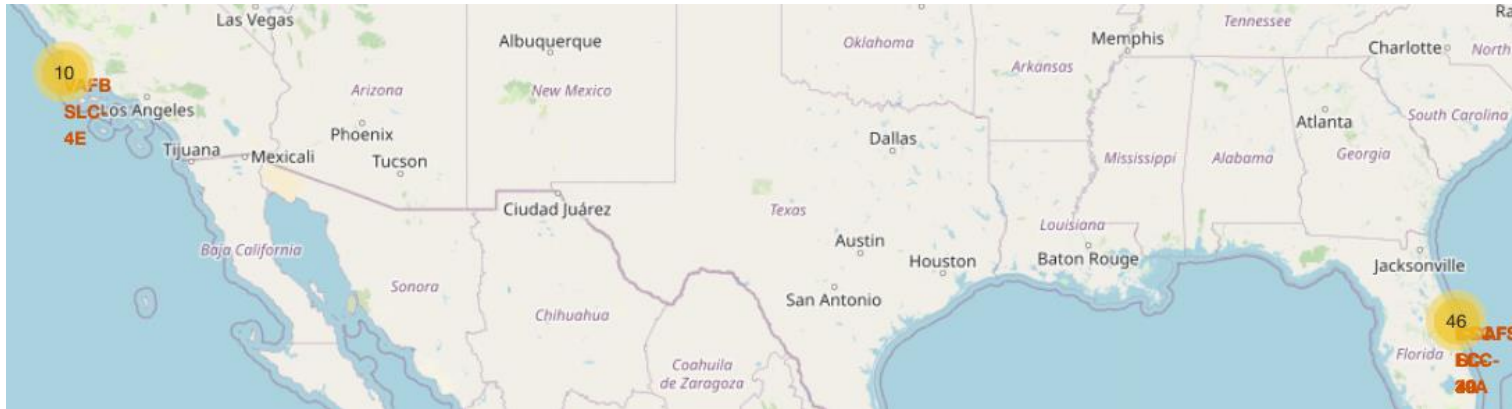 Las Vegas
Albuquerque
Oklahoma
Tennessee
Memphis
Charlotte
North
10
VAFB
SLC-
4E
Los Angeles
Arizona
New Mexico
Arkansas
Atlanta
South Carolina
Phoenix
Dallas
Tijuana
Mexicali
Tucson
Mississippi
Alabama
Georgia
Ciudad Juárez
Texas
Louisiana
Baja California
Austin
Houston
Baton Rouge
Jacksonville
Sonora
San Antonio
Chihuahua
46
Florida
Coahuila
de Zaragoza